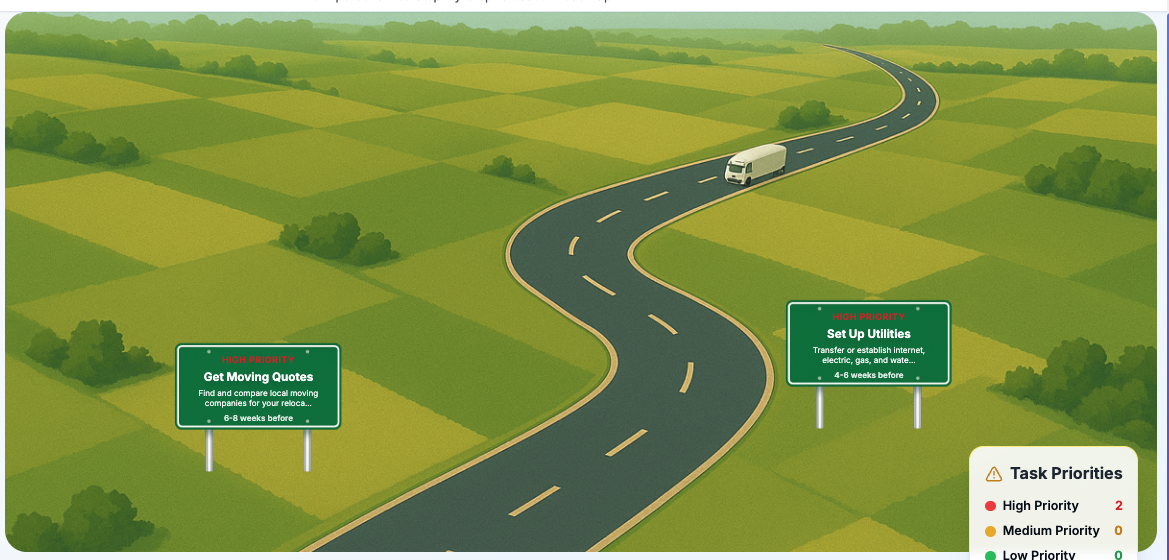 HIGH PRIORITY
Get Moving Quotes
Find and compare local moving
companies for your reloca...
6-8 weeks before
HIGH PRIORITY
Set Up Utilities
Transfer or establish internet,
electric, gas, and wate...
4-6 weeks before
Task Priorities
High Priority 2
Medium Priority 0
Low Priority 0